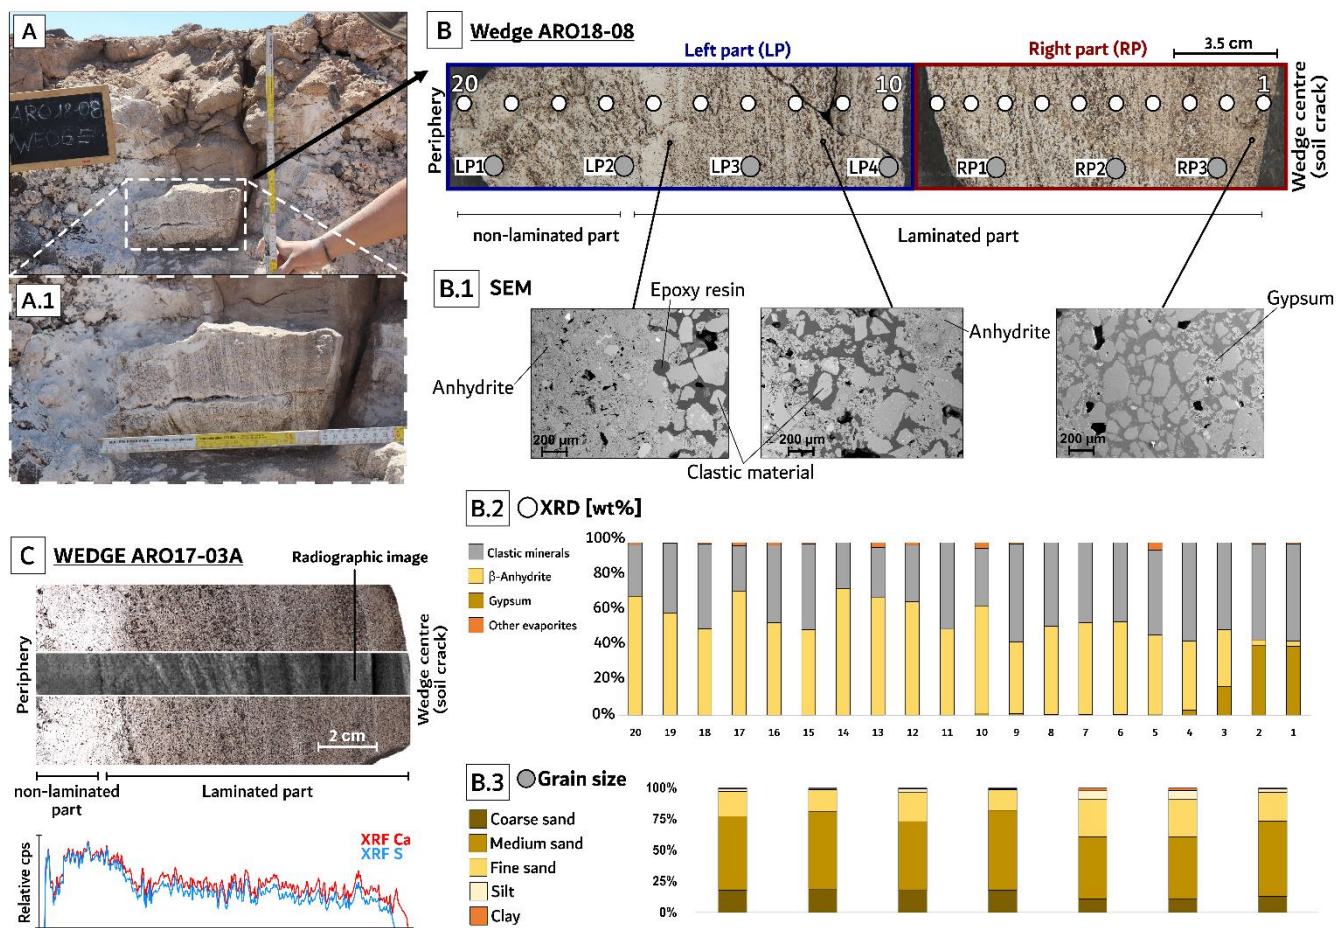 A
ARO18-08
WEDGE
A.1
B Wedge ARO18-08
Left part (LP)
Right part (RP)
3.5 cm
20
10
1
Periphery
LP1
LP2
LP3
LP4
RP1
RP2
RP3
Wedge centre
(soil crack)
non-laminated part
Laminated part
B.1 SEM
Epoxy resin
Gypsum
Anhydrite
Anhydrite
200 µm
200 µm
200 µm
Clastic material
B.2 XRD [wt%]
Clastic minerals
β-Anhydrite
Gypsum
Other evaporites
100%
80%
60%
40%
20%
0%
20 19 18 17 16 15 14 13 12 11 10 9 8 7 6 5 4 3 2 1
C WEDGE ARO17-03A
Radiographic image
Periphery
Wedge centre
(soil crack)
2 cm
non-laminated
part
Laminated part
XRF Ca
XRF S
Relative cps
B.3 Grain size
Coarse sand
Medium sand
Fine sand
Silt
Clay
100%
75%
50%
25%
0%